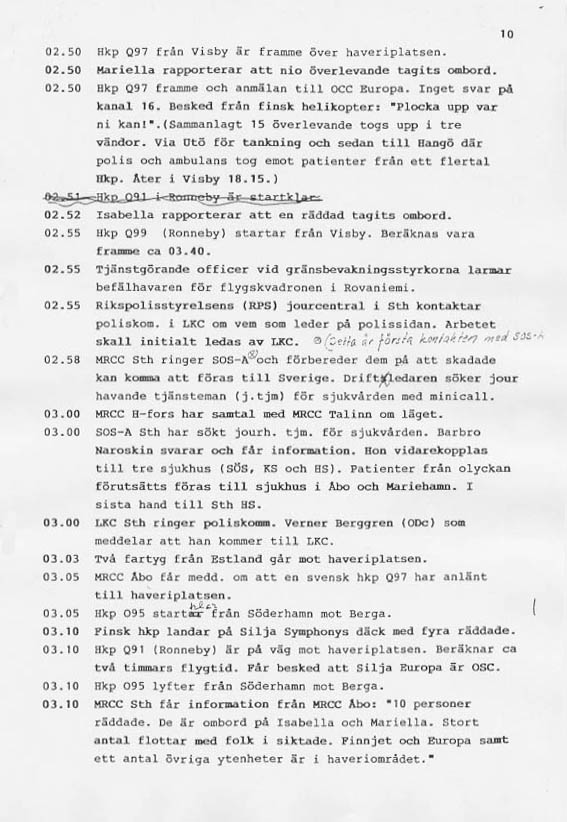 10
02.50 Hkp Q97 från Visby är framme över haveriplatsen.
02.50 Mariella rapporterar att nio överlevande tagits ombord.
02.50 Hkp Q97 framme och anmälan till OCC Europa. Inget svar på
kanal 16. Besked från finsk helikopter: "Plocka upp var
ni kan!".(Sammanlagt 15 överlevande togs upp i tre
vändor. Via Utö för tankning och sedan till Hangö där
polis och ambulans tog emot patienter från ett flertal
Hkp. Åter i Visby 18.15.)
02.51 Hkp Q91 i Ronneby är startklar.
02.52 Isabella rapporterar att en räddad tagits ombord.
02.55 Hkp Q99 (Ronneby) startar från Visby. Beräknas vara
framme ca 03.40.
02.55 Tjänstgörande officer vid gränsbevakningsstyrkorna larmar
befälhavaren för flygskvadronen i Rovaniemi.
02.55 Rikspolisstyrelsens (RPS) jourcentral i Sth kontaktar
poliskom. i LKC om vem som leder på polissidan. Arbetet
skall initialt ledas av LKC. (Detta är första kontakten med SOS-A
02.58 MRCC Sth ringer SOS-A och förbereder dem på att skadade
kan komma att föras till Sverige. Driftledaren söker jour
havande tjänsteman (j.tjm) för sjukvården med minicall.
03.00 MRCC H-fors har samtal med MRCC Talinn om läget.
03.00 SOS-A Sth har sökt jourh. tjm. för sjukvården. Barbro
Naroskin svarar och får information. Hon vidarekopplas
till tre sjukhus (SÖS, KS och HS). Patienter från olyckan
förutsätts föras till sjukhus i Åbo och Mariehamn. I
sista hand till Sth HS.
03.00 LKC Sth ringer poliskomm. Verner Berggren (ODc) som
meddelar att han kommer till LKC.
03.03 Två fartyg från Estland går mot haveriplatsen.
03.05 MRCC Åbo får medd. om att en svensk hkp Q97 har anlänt
till haveriplatsen.
03.05 Hkp O95 startar från Söderhamn mot Berga.
03.10 Finsk hkp landar på Silja Symphonys däck med fyra räddade.
03.10 Hkp Q91 (Ronneby) är på väg mot haveriplatsen. Beräknar ca
två timmars flygtid. Får besked att Silja Europa är OSC.
03.10 Hkp O95 lyfter från Söderhamn mot Berga.
03.10 MRCC Sth får information från MRCC Åbo: "10 personer
räddade. De är ombord på Isabella och Mariella. Stort
antal flottar med folk i siktade. Finnjet och Europa samt
ett antal övriga ytenheter är i haveriområdet."